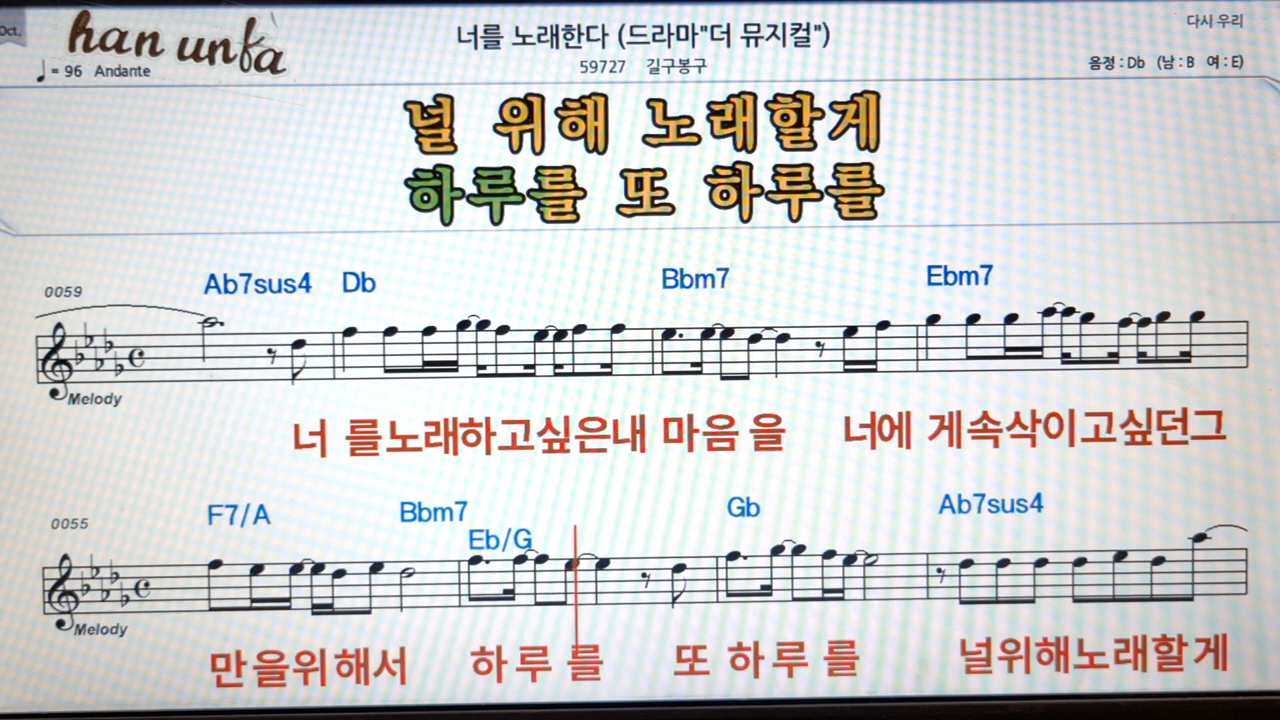 Oct.
han unfa
너를 노래한다 (드라마"더 뮤지컬")
다시 우리
♩= 96 Andante
59727 길구봉구
음정 : Db (남 : B 여 : E)
널 위해 노래할게
하루를 또 하루를
0059
Ab7sus4 Db Bbm7 Ebm7
Melody
너 를노래하고싶은내 마음 을 너에 게속삭이고싶던그
0055
F7/A Bbm7 Eb/G Gb Ab7sus4
Melody
만을위해서 하루 를 또 하루 를 널위해노래할게